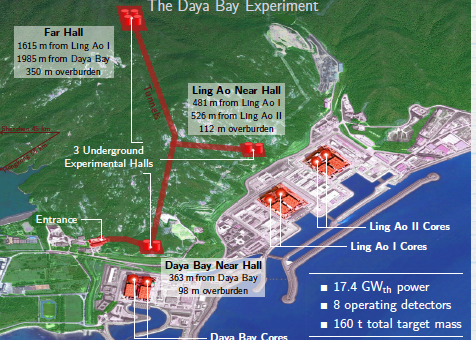 The Daya Bay Experiment
Far Hall
1615 m from Ling Ao I
1985 m from Daya Bay
350 m overburden
Ling Ao Near Hall
481 m from Ling Ao I
526 m from Ling Ao II
112 m overburden
Tunnels
3 Underground
Experimental Halls
Entrance
Ling Ao II Cores
Ling Ao I Cores
Daya Bay Near Hall
363 m from Daya Bay
98 m overburden
■ 17.4 GWth power
■ 8 operating detectors
■ 160 t total target mass
Daya Bay Cores